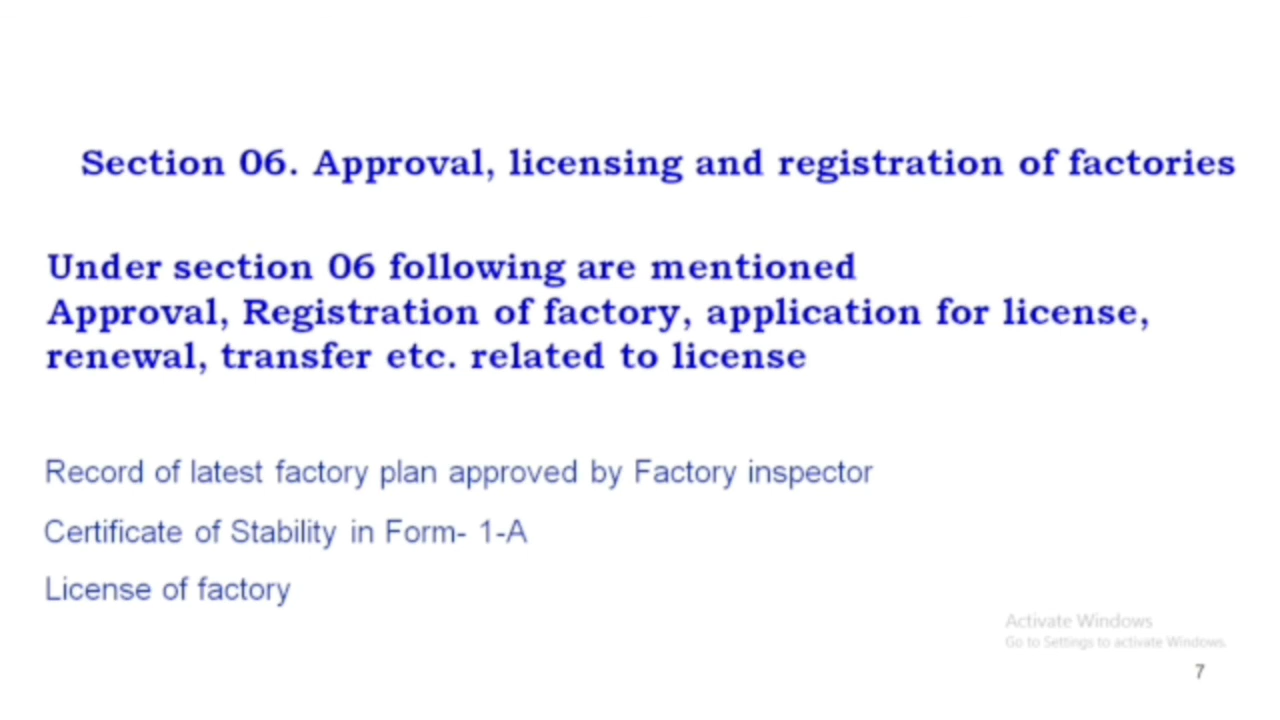 Section 06. Approval, licensing and registration of factories
Under section 06 following are mentioned
Approval, Registration of factory, application for license,
renewal, transfer etc. related to license
Record of latest factory plan approved by Factory inspector
Certificate of Stability in Form- 1-A
License of factory
Activate Windows
Go to Settings to activate Windows.
7